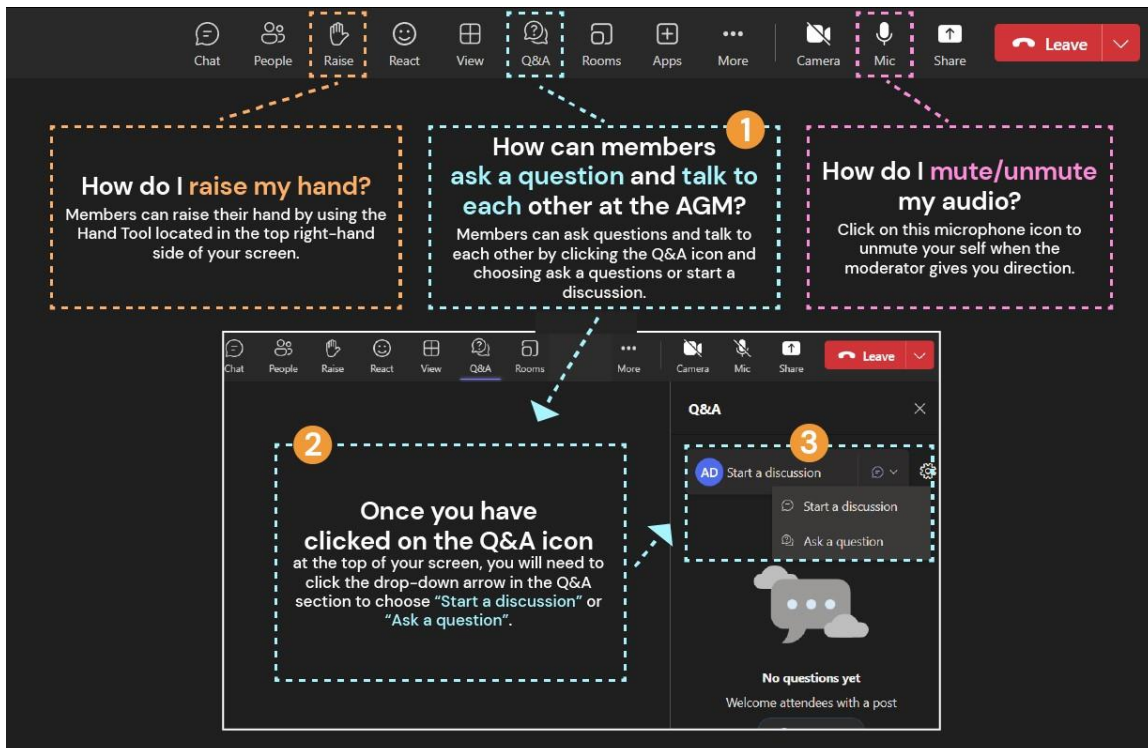 Chat People Raise React View Q&A Rooms Apps More Camera Mic Share Leave
How do I raise my hand?
Members can raise their hand by using the
Hand Tool located in the top right-hand
side of your screen.
1
How can members
ask a question and talk to
each other at the AGM?
Members can ask questions and talk to
each other by clicking the Q&A icon and
choosing ask a questions or start a
discussion.
How do I mute/unmute
my audio?
Click on this microphone icon to
unmute your self when the
moderator gives you direction.
Chat People Raise React View Q&A Rooms More Camera Mic Share Leave
2
Once you have
clicked on the Q&A icon
at the top of your screen, you will need to
click the drop-down arrow in the Q&A
section to choose “Start a discussion” or
“Ask a question”.
Q&A
3
AD Start a discussion
Start a discussion
Ask a question
No questions yet
Welcome attendees with a post